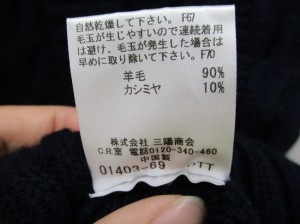 自然乾燥して下さい。 F67
毛玉が生じやすいので連続着用
は避け、毛玉が発生した場合は
早めに取り除いて下さい。F70
羊毛 90%
カシミヤ 10%
株式会社 三陽商会
C.R.室 電話0120-340-460
中国製
01403-69 PTT